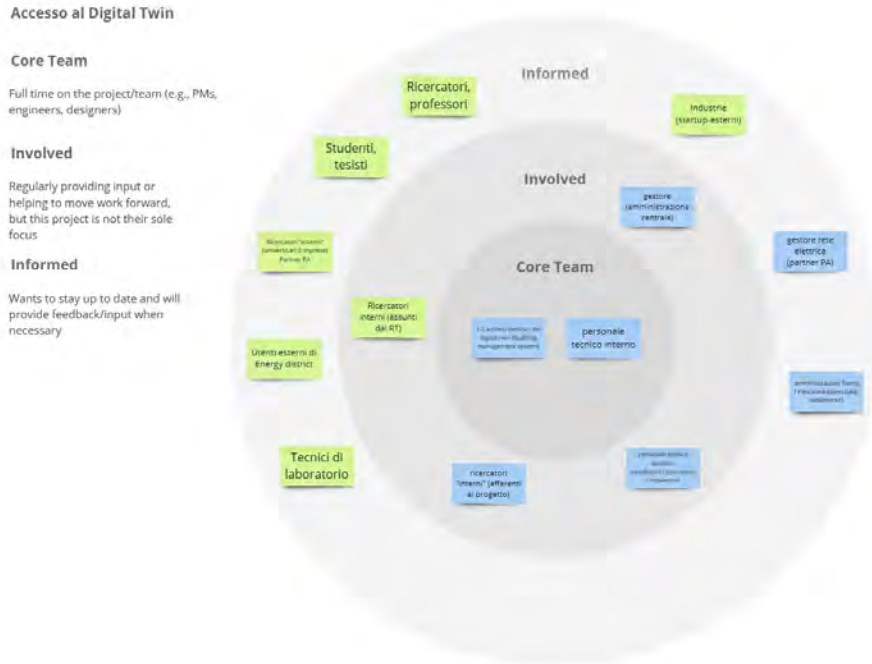 Accesso al Digital Twin
Core Team
Full time on the project/team (e.g., PMs,
engineers, designers)
Involved
Regularly providing input or
helping to move work forward,
but this project is not their sole
focus
Informed
Wants to stay up to date and will
provide feedback/input when
necessary
Informed
Ricercatori,
professori
Industrie
(startup-esterni)
Studenti,
tesisti
Involved
gestore
(amministrazione
centrale)
Partner PA
gestore rete
elettrica
(partner PA)
Core Team
Ricercatori
interni (assunti
dal RT)
personale
tecnico interno
Utenti esterni di
Energy district
Tecnici di
laboratorio
ricercatori
"interni" (afferenti
al progetto)